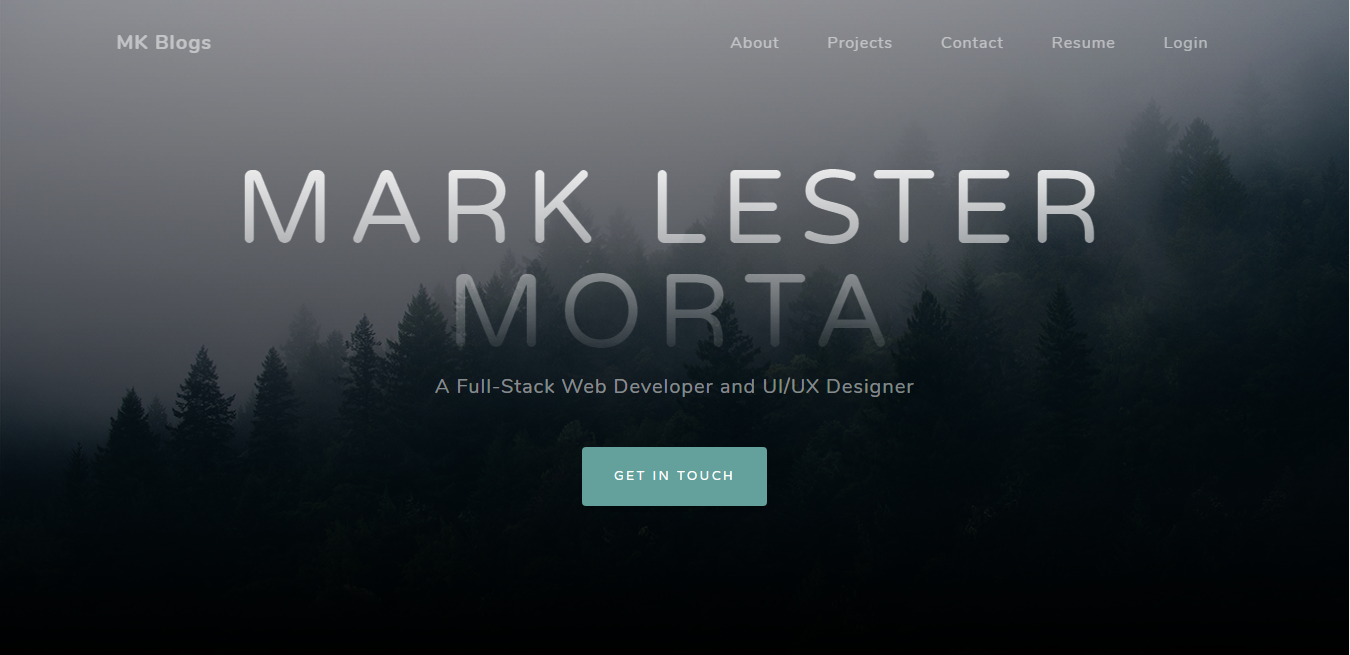 MK Blogs
About Projects Contact Resume Login
MARK LESTER
MORTA
A Full-Stack Web Developer and UI/UX Designer
GET IN TOUCH